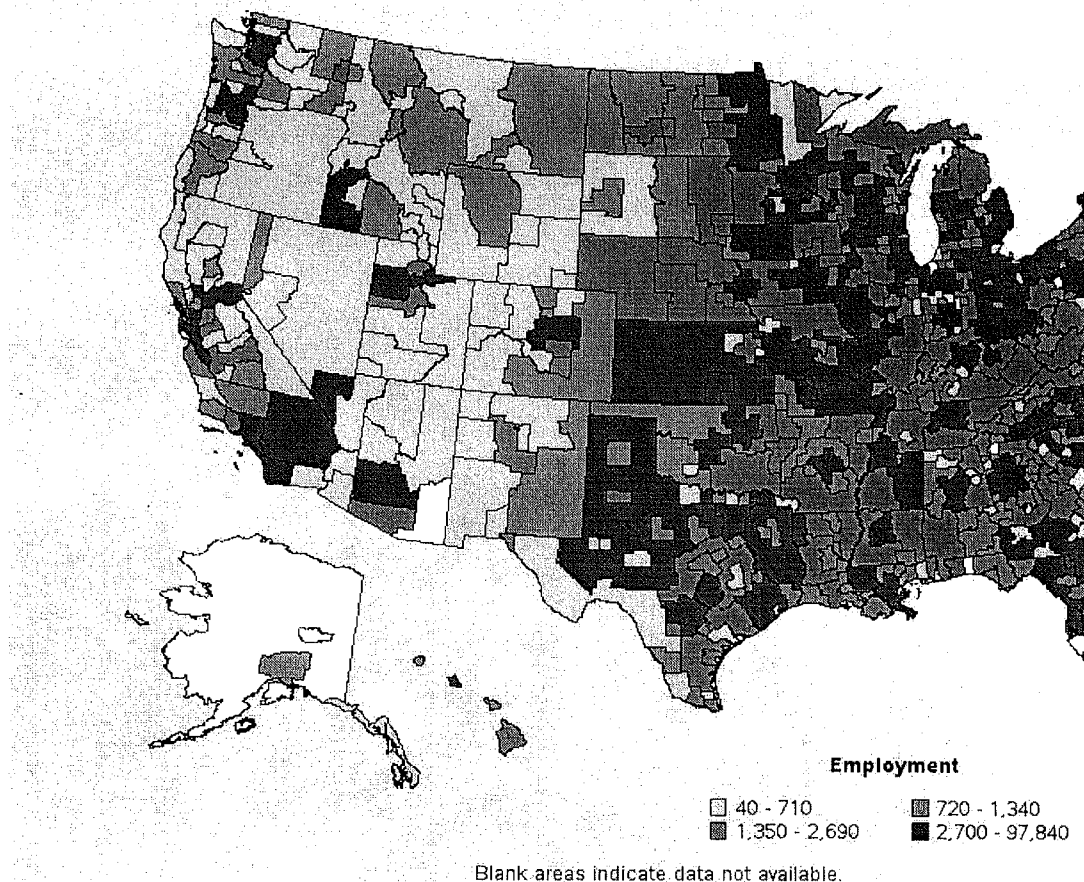 Employment
40 - 710 720 - 1,340
1,350 - 2,690 2,700 - 97,840
Blank areas indicate data not available.